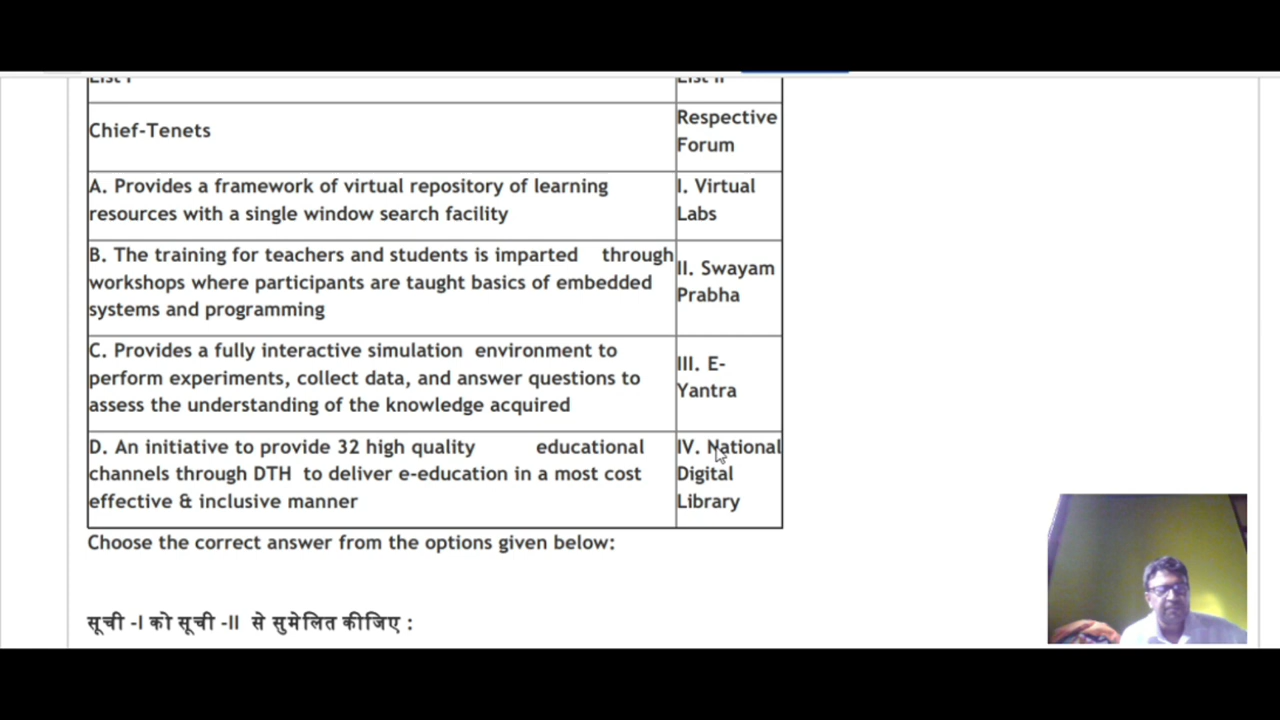 List I List II
Chief-Tenets
Respective
Forum
A. Provides a framework of virtual repository of learning
resources with a single window search facility
I. Virtual
Labs
B. The training for teachers and students is imparted through
workshops where participants are taught basics of embedded
systems and programming
II. Swayam
Prabha
C. Provides a fully interactive simulation environment to
perform experiments, collect data, and answer questions to
assess the understanding of the knowledge acquired
III. E-
Yantra
D. An initiative to provide 32 high quality educational
channels through DTH to deliver e-education in a most cost
effective & inclusive manner
IV. National
Digital
Library
Choose the correct answer from the options given below:
सूची -I को सूची -II से सुमेलित कीजिए :